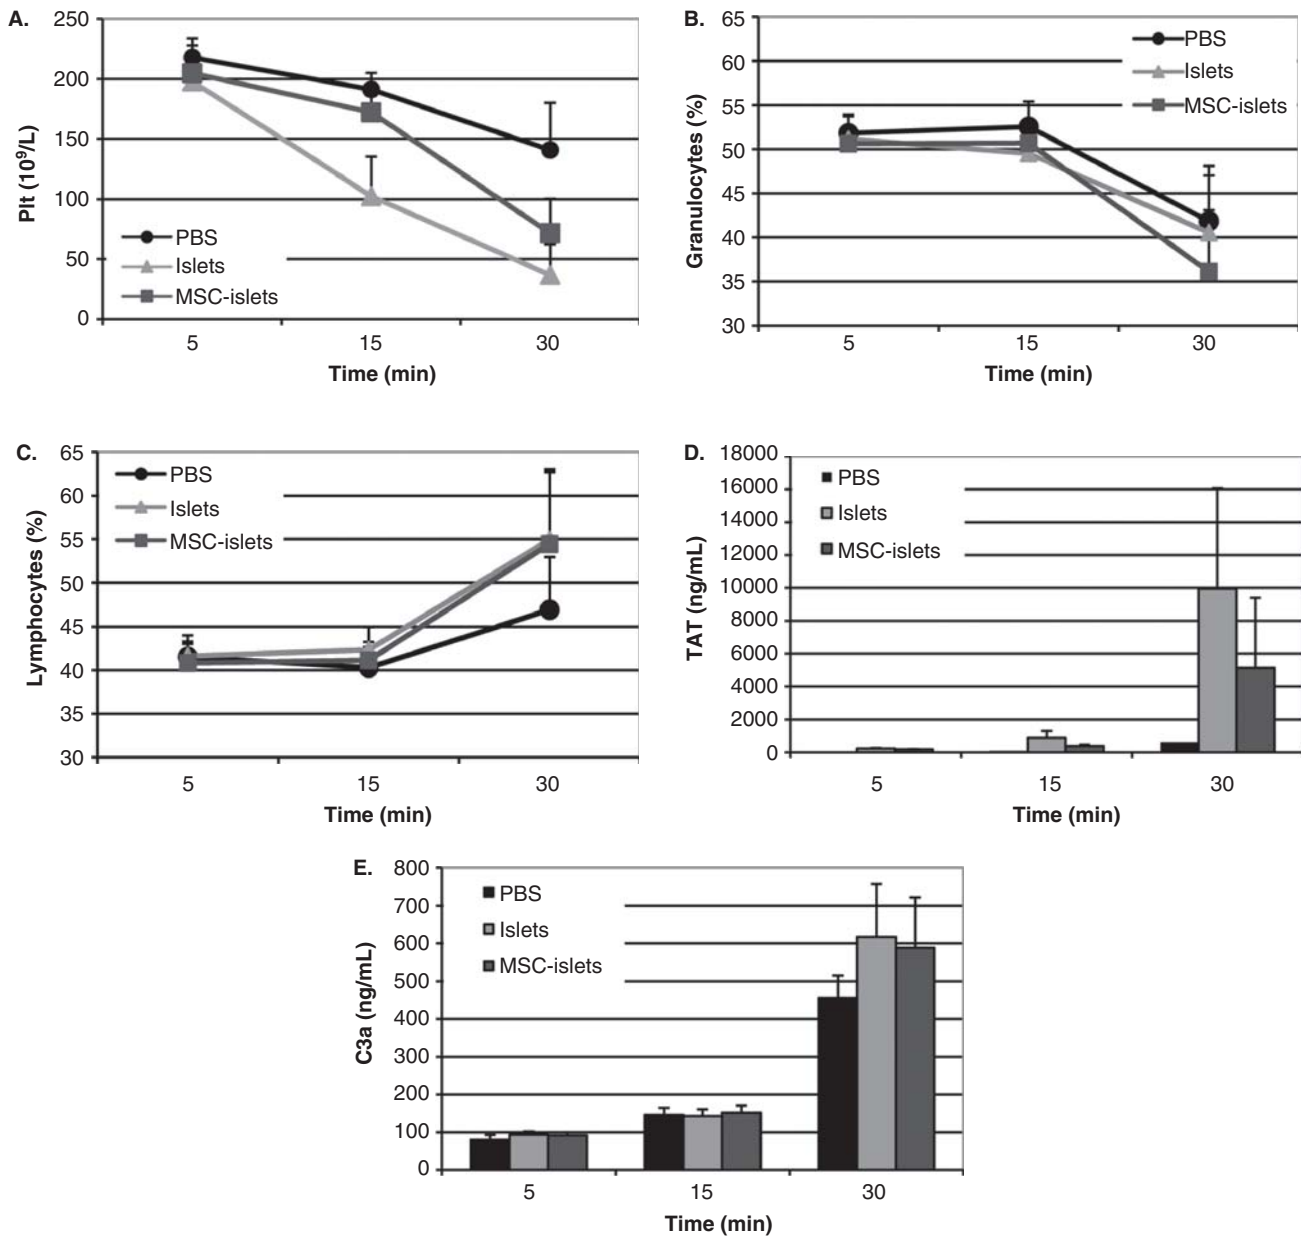 A.
250
200
150
100
50
0
Plt (10⁹/L)
PBS
Islets
MSC-islets
5 15 30
Time (min)
B.
65
60
55
50
45
40
35
30
Granulocytes (%)
PBS
Islets
MSC-islets
5 15 30
Time (min)
C.
65
60
55
50
45
40
35
30
Lymphocytes (%)
PBS
Islets
MSC-islets
5 15 30
Time (min)
D.
18000
16000
14000
12000
10000
8000
6000
4000
2000
0
TAT (ng/mL)
PBS
Islets
MSC-islets
5 15 30
Time (min)
E.
800
700
600
500
400
300
200
100
0
C3a (ng/mL)
PBS
Islets
MSC-islets
5 15 30
Time (min)